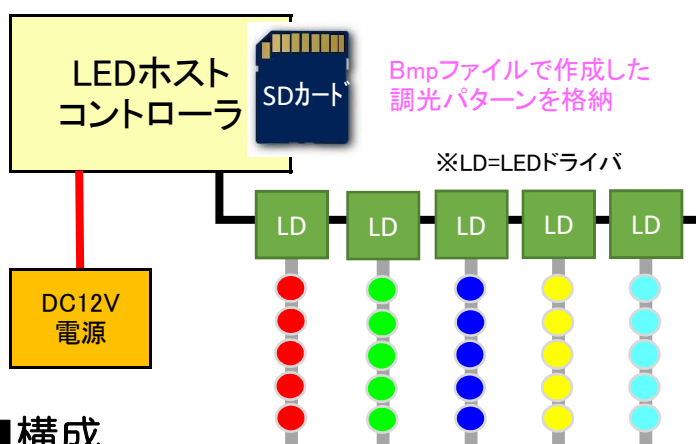 LEDホスト
コントローラ
SDカード
Bmpファイルで作成した
調光パターンを格納
※LD=LEDドライバ
LD LD LD LD LD
DC12V
電源
■構成